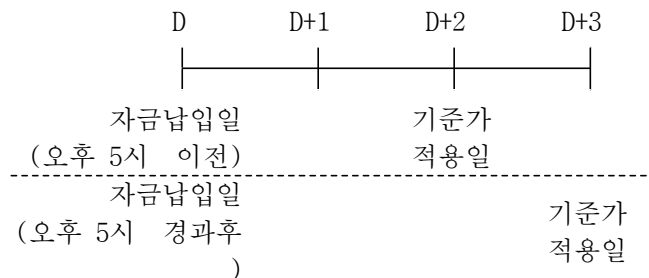 D D+1 D+2 D+3
자금납입일 기준가
(오후 5시 이전) 적용일
자금납입일
(오후 5시 경과후
)
기준가
적용일